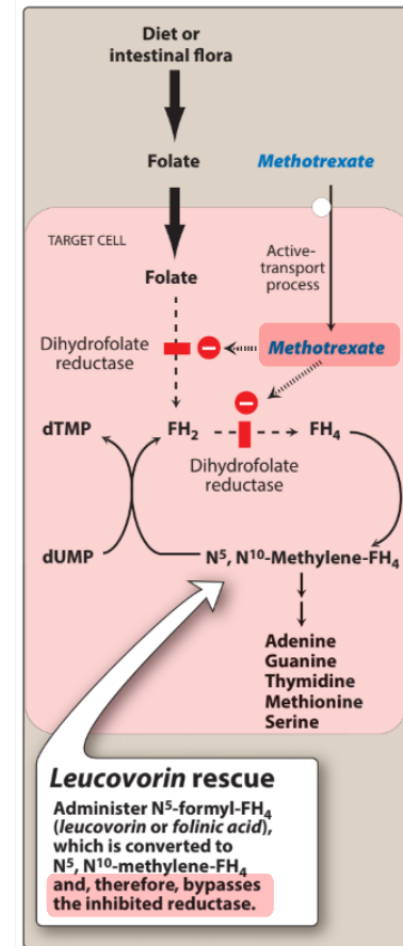 Diet or
intestinal flora
Folate
Methotrexate
TARGET CELL
Active-
transport
process
Folate
Dihydrofolate
reductase
Methotrexate
dTMP
FH₂
FH₄
Dihydrofolate
reductase
dUMP
N⁵, N¹⁰-Methylene-FH₄
Adenine
Guanine
Thymidine
Methionine
Serine
Leucovorin rescue
Administer N⁵-formyl-FH₄
(leucovorin or folinic acid),
which is converted to
N⁵, N¹⁰-methylene-FH₄
and, therefore, bypasses
the inhibited reductase.